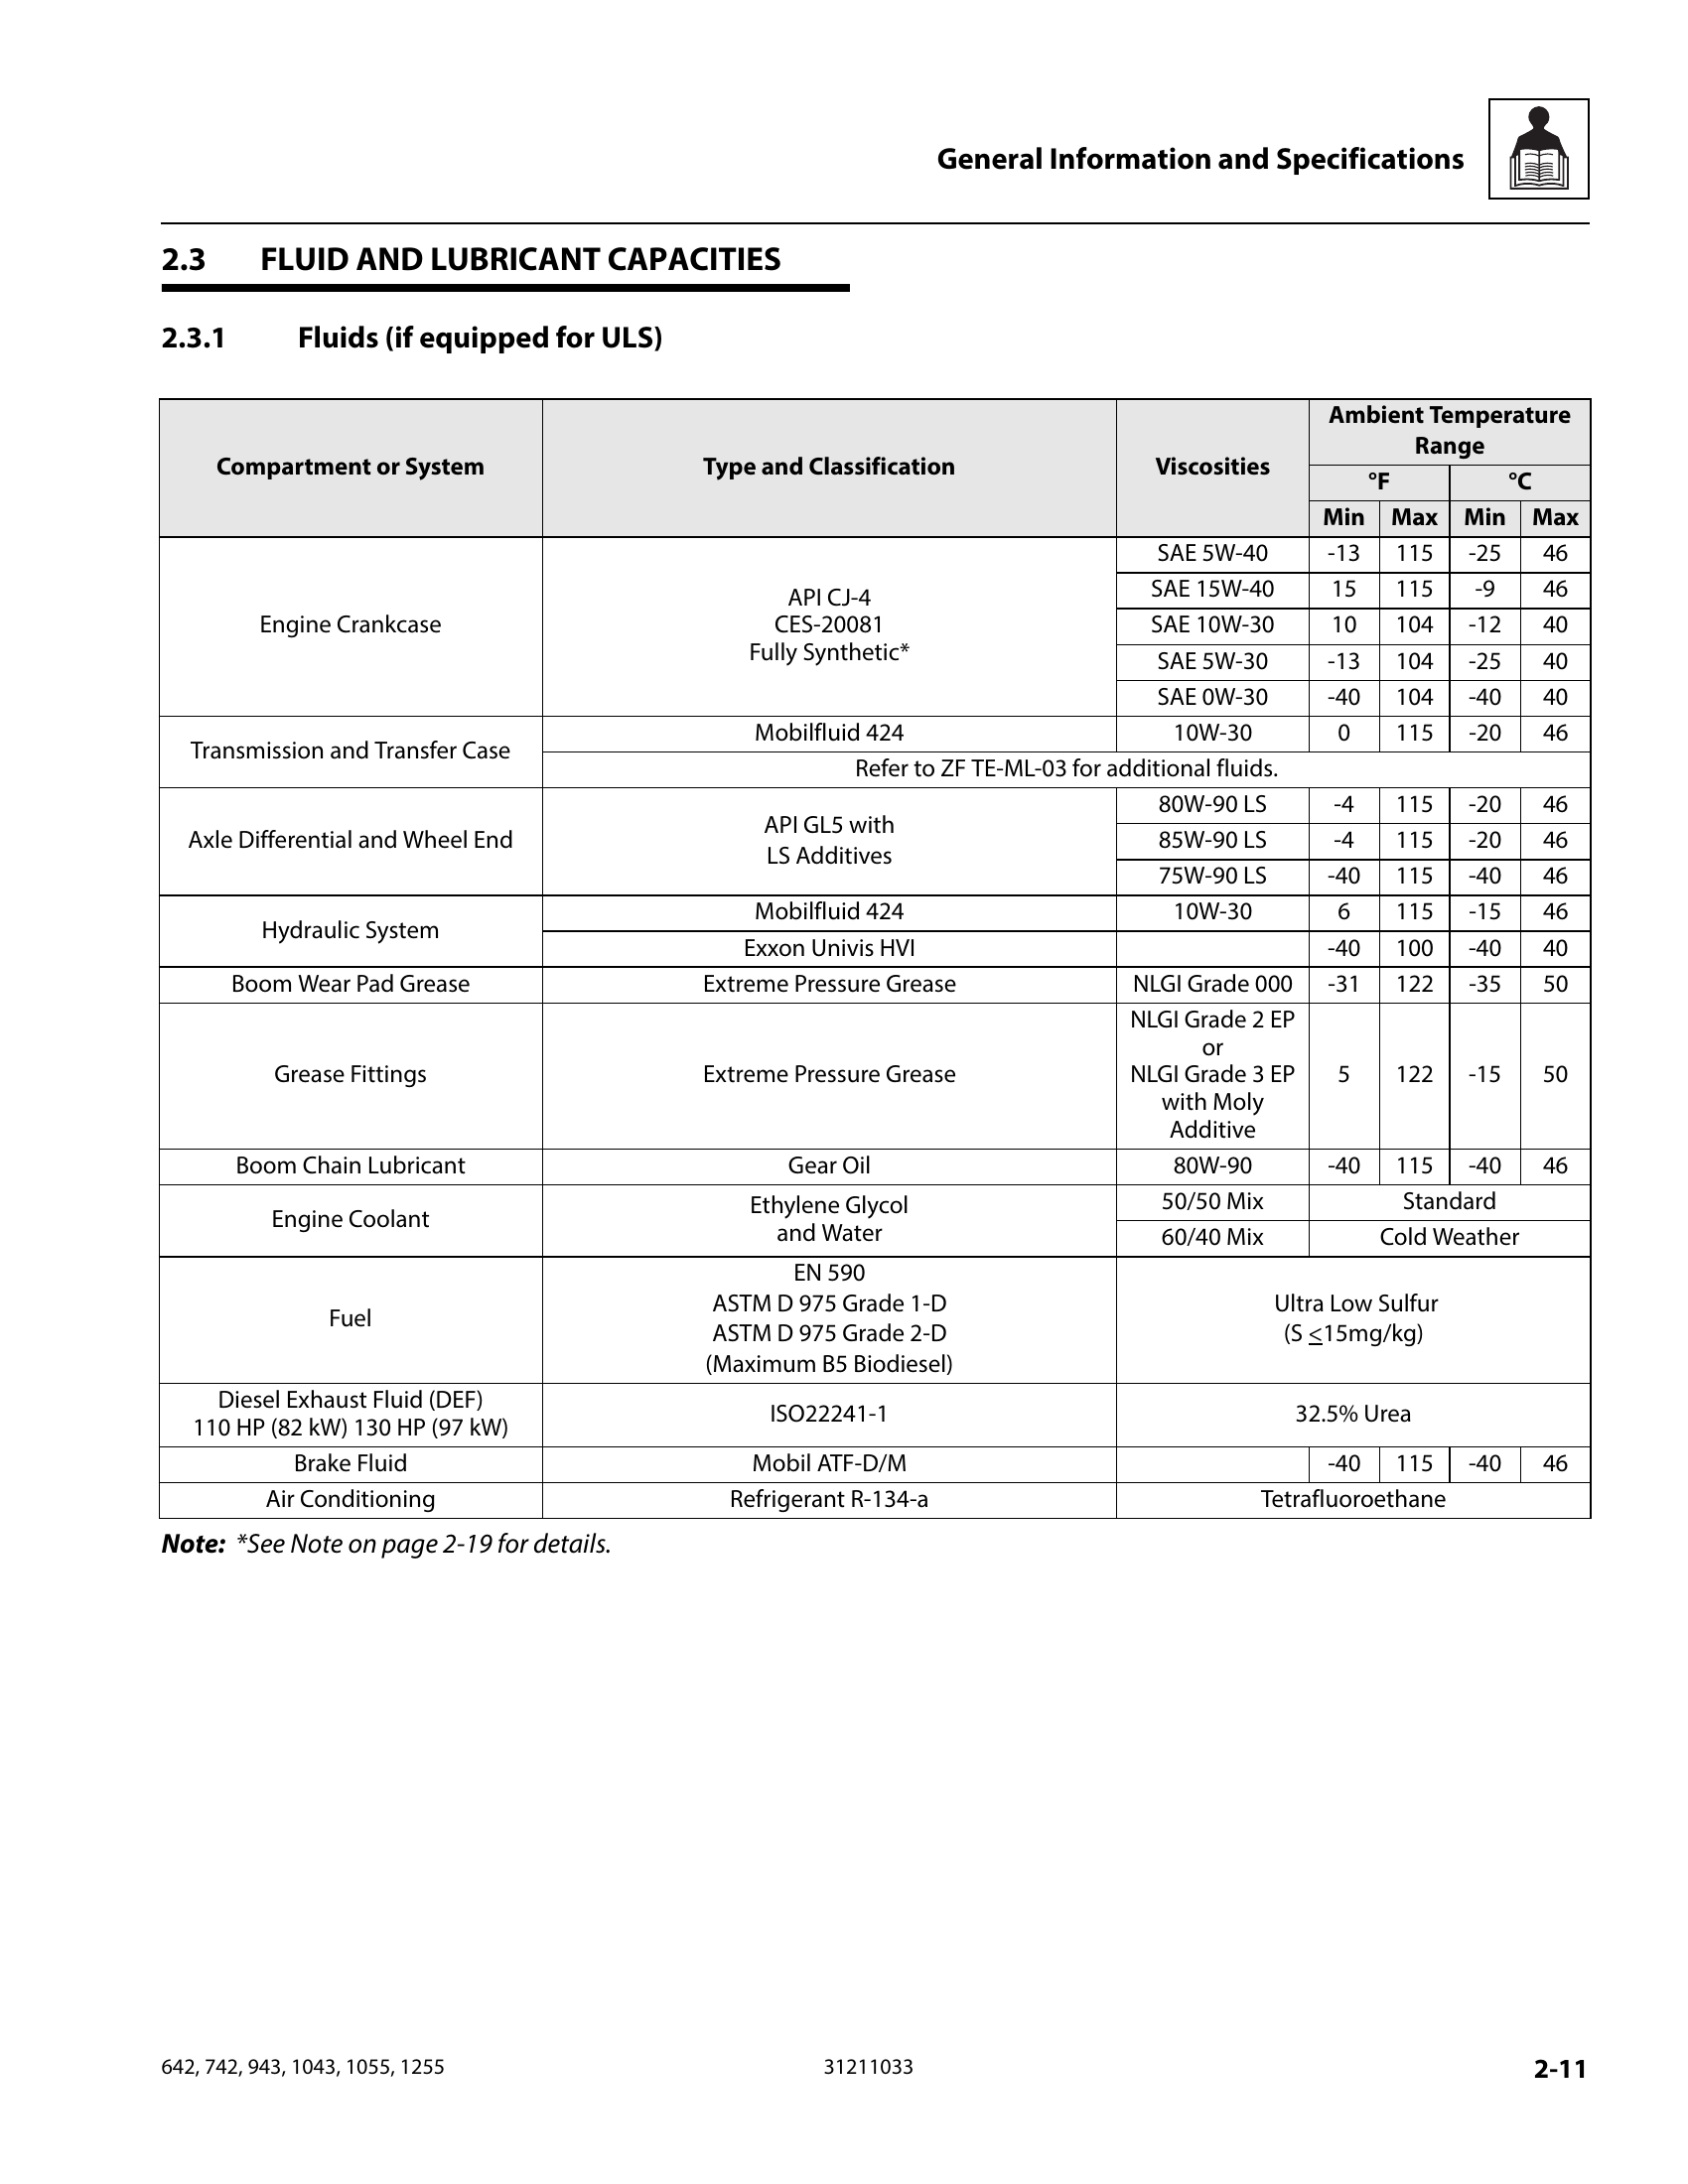 General Information and Specifications
2.3 FLUID AND LUBRICANT CAPACITIES
2.3.1 Fluids (if equipped for ULS)
Compartment or System Type and Classification Viscosities Ambient Temperature
Range
°F °C
Min Max Min Max
Engine Crankcase
API CJ-4
CES-20081
Fully Synthetic*
SAE 5W-40 -13 115 -25 46
SAE 15W-40 15 115 -9 46
SAE 10W-30 10 104 -12 40
SAE 5W-30 -13 104 -25 40
SAE 0W-30 -40 104 -40 40
Transmission and Transfer Case
Mobilfluid 424 10W-30 0 115 -20 46
Refer to ZF TE-ML-03 for additional fluids.
Axle Differential and Wheel End
API GL5 with
LS Additives
80W-90 LS -4 115 -20 46
85W-90 LS -4 115 -20 46
75W-90 LS -40 115 -40 46
Hydraulic System
Mobilfluid 424 10W-30 6 115 -15 46
Exxon Univis HVI -40 100 -40 40
Boom Wear Pad Grease Extreme Pressure Grease NLGI Grade 000 -31 122 -35 50
Grease Fittings Extreme Pressure Grease
NLGI Grade 2 EP
or
NLGI Grade 3 EP
with Moly
Additive
5 122 -15 50
Boom Chain Lubricant Gear Oil 80W-90 -40 115 -40 46
Engine Coolant
Ethylene Glycol
and Water
50/50 Mix Standard
60/40 Mix Cold Weather
Fuel
EN 590
ASTM D 975 Grade 1-D
ASTM D 975 Grade 2-D
(Maximum B5 Biodiesel)
Ultra Low Sulfur
(S ≤15mg/kg)
Diesel Exhaust Fluid (DEF)
110 HP (82 kW) 130 HP (97 kW)
ISO22241-1 32.5% Urea
Brake Fluid Mobil ATF-D/M -40 115 -40 46
Air Conditioning Refrigerant R-134-a Tetrafluoroethane
Note: *See Note on page 2-19 for details.
642, 742, 943, 1043, 1055, 1255 31211033 2-11